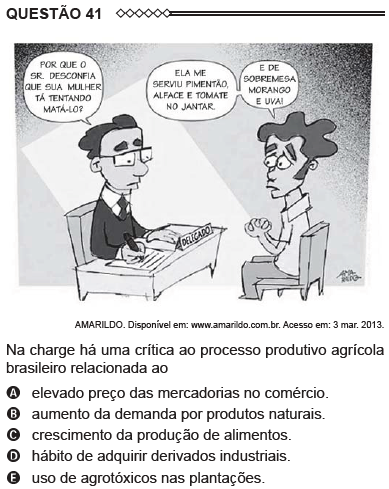 QUESTÃO 41
POR QUE O
SR. DESCONFIA
QUE SUA MULHER
TÁ TENTANDO
MATÁ-LO?
ELA ME
SERVIU PIMENTÃO,
ALFACE E TOMATE
NO JANTAR.
E DE
SOBREMESA
MORANGO
E UVA!
DELEGADO
AMA
RILDO
AMARILDO. Disponível em: www.amarildo.com.br. Acesso em: 3 mar. 2013.
Na charge há uma crítica ao processo produtivo agrícola
brasileiro relacionada ao
A elevado preço das mercadorias no comércio.
B aumento da demanda por produtos naturais.
C crescimento da produção de alimentos.
D hábito de adquirir derivados industriais.
E uso de agrotóxicos nas plantações.